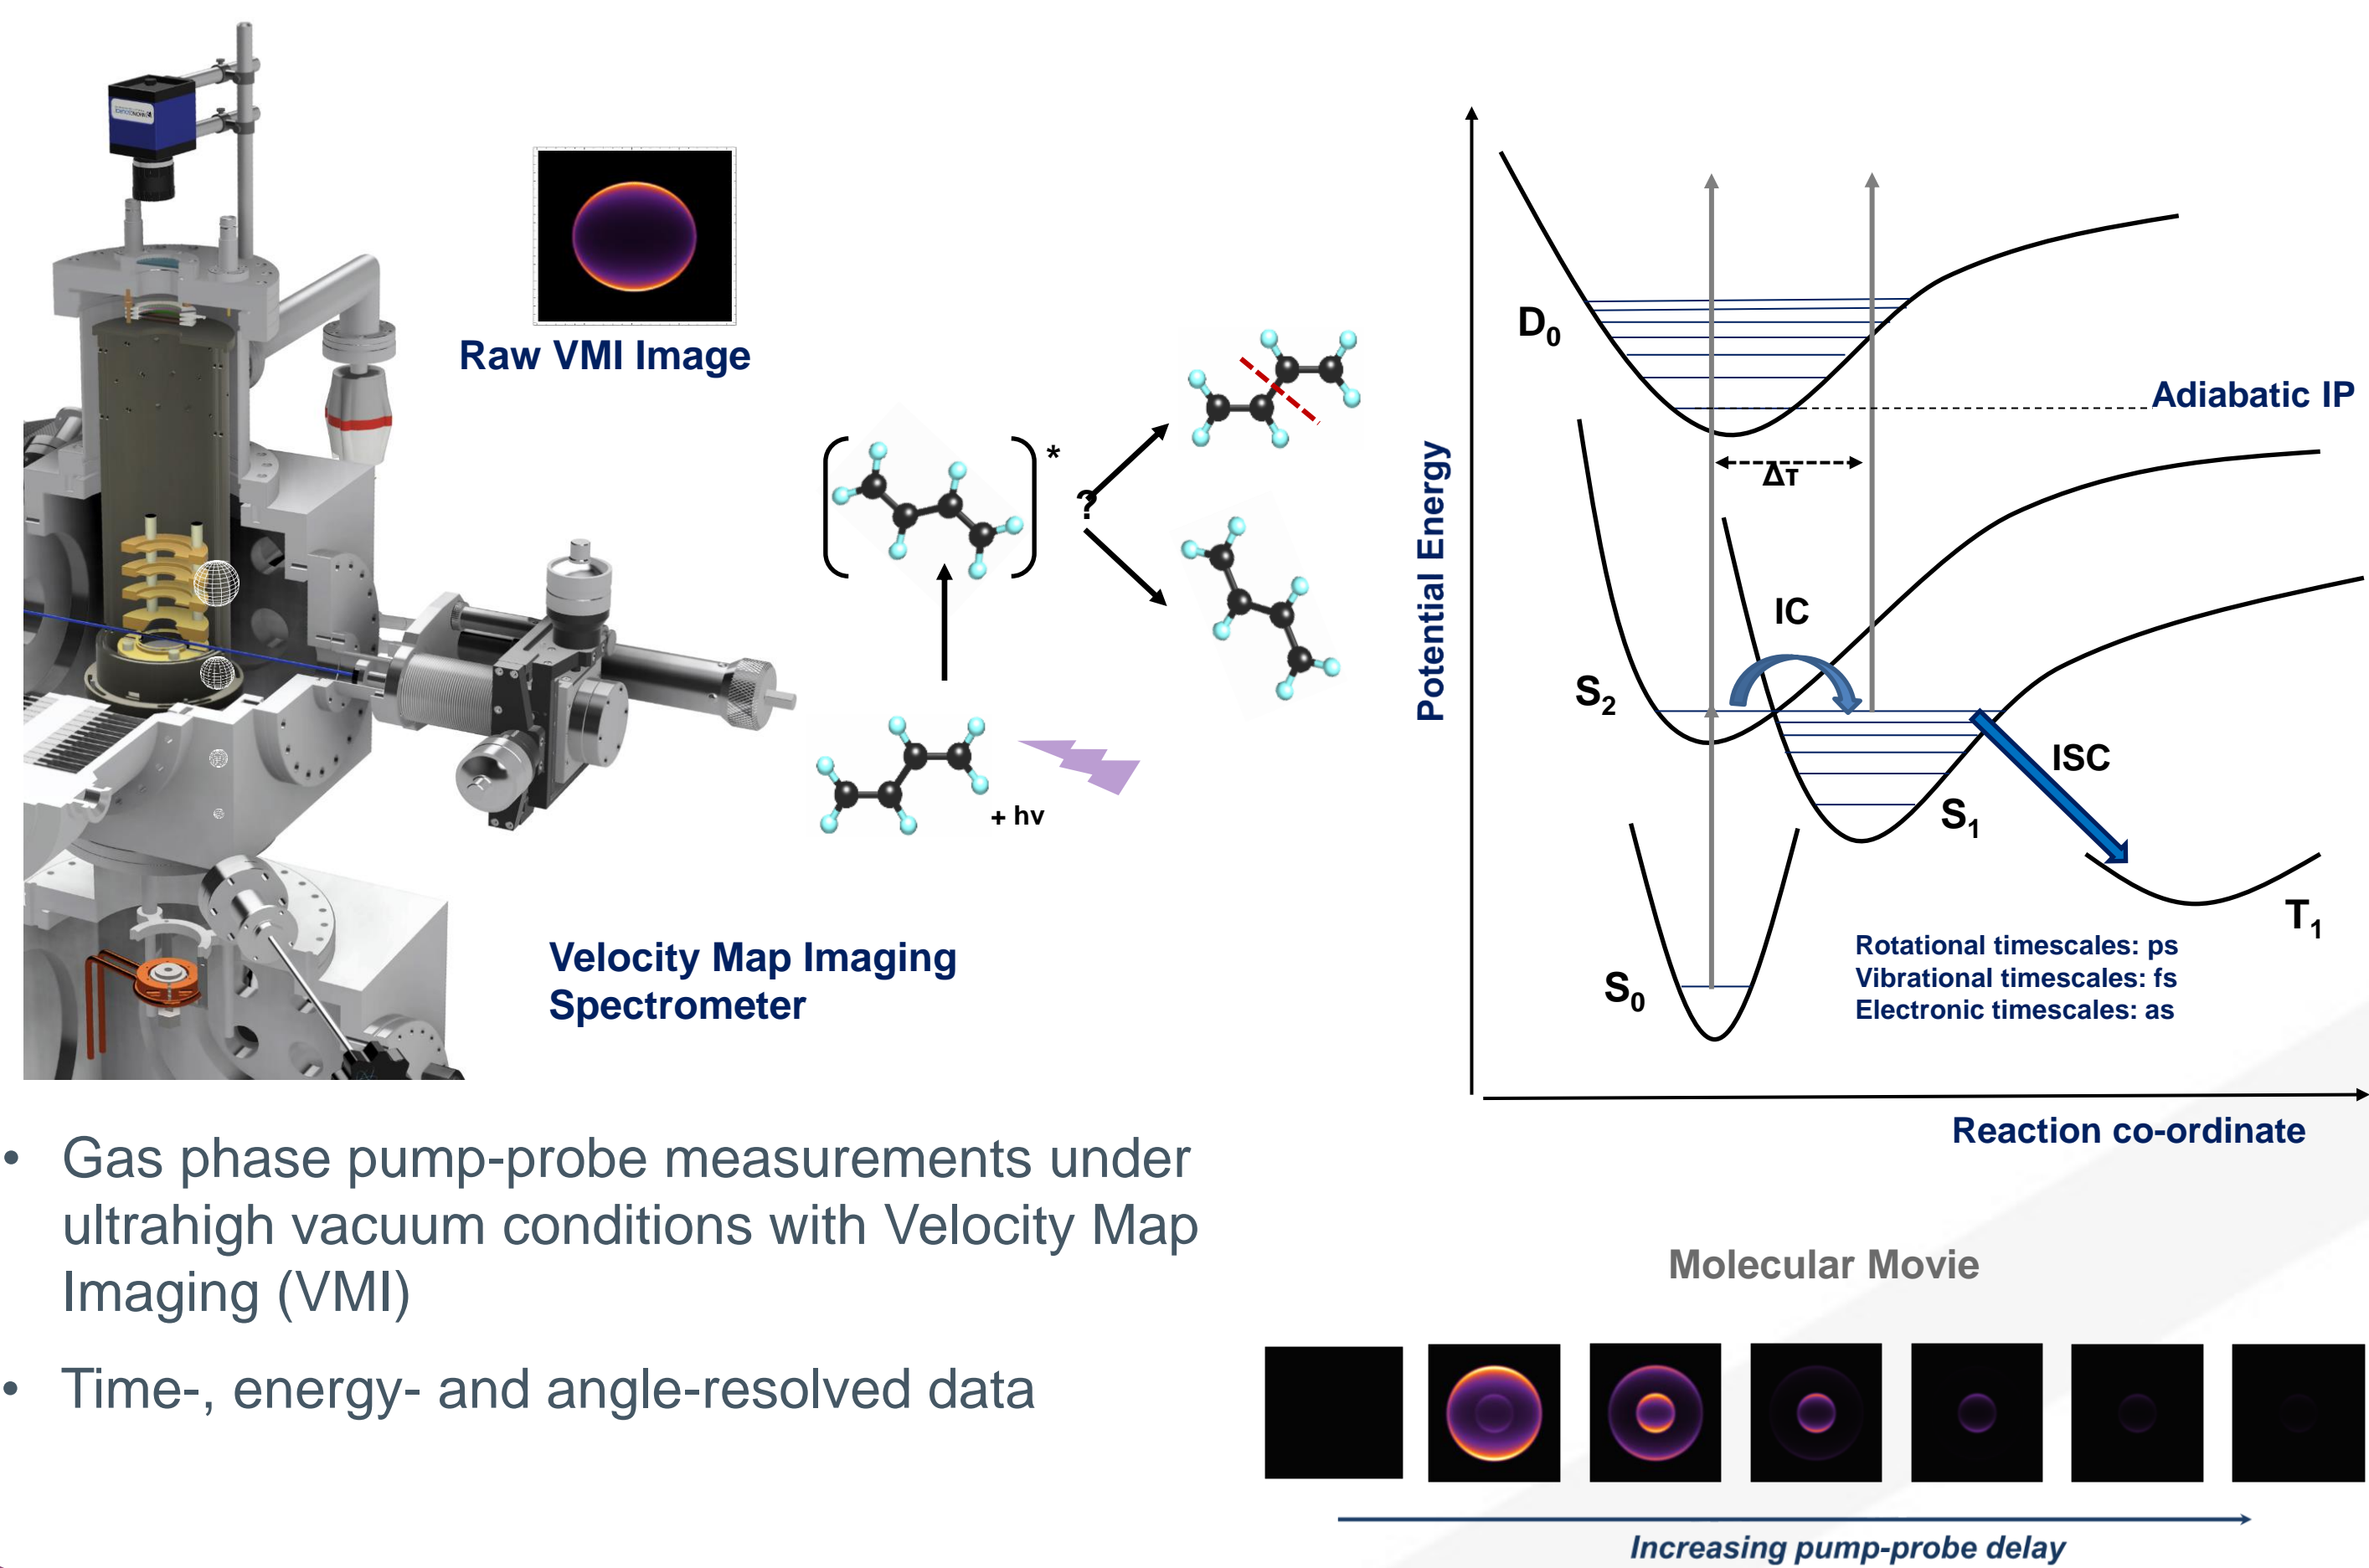 Raw VMI Image
*
?
+ hν
Velocity Map Imaging
Spectrometer
Potential Energy
D0
Adiabatic IP
Δτ
IC
S2
ISC
S1
T1
S0
Rotational timescales: ps
Vibrational timescales: fs
Electronic timescales: as
Reaction co-ordinate
• Gas phase pump-probe measurements under
ultrahigh vacuum conditions with Velocity Map
Imaging (VMI)
• Time-, energy- and angle-resolved data
Molecular Movie
Increasing pump-probe delay